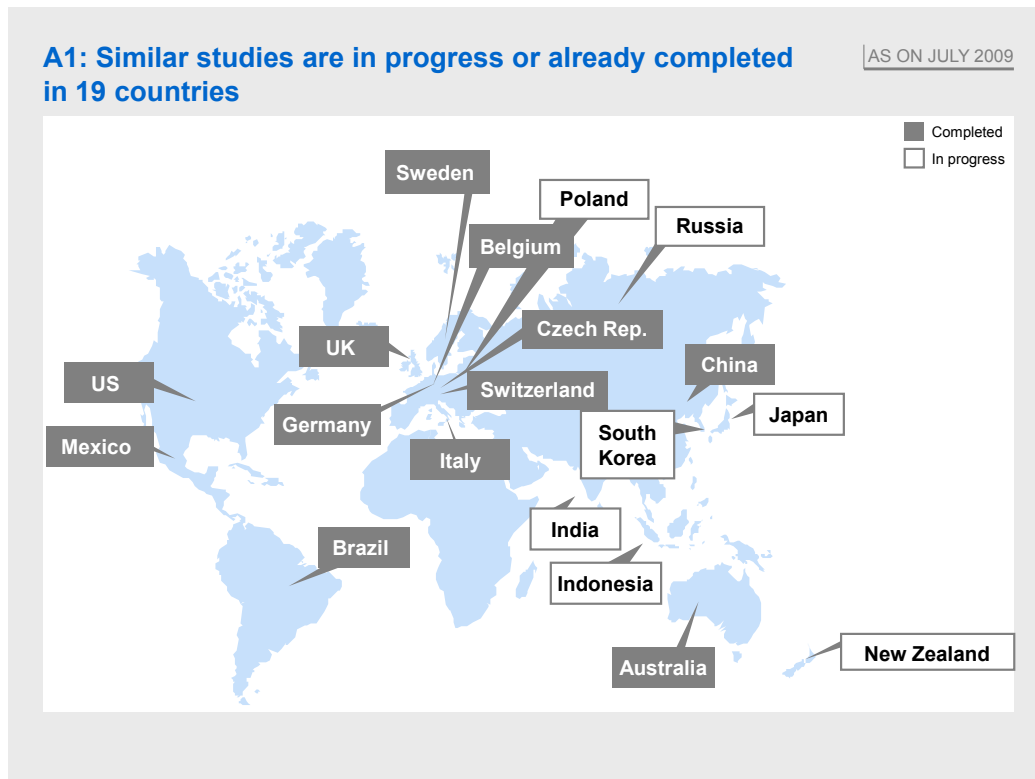 A1: Similar studies are in progress or already completed
in 19 countries
AS ON JULY 2009
Completed
In progress
Sweden
Poland
Russia
Belgium
Czech Rep.
UK
China
US
Switzerland
Japan
Germany
South
Korea
Mexico
Italy
India
Brazil
Indonesia
Australia
New Zealand